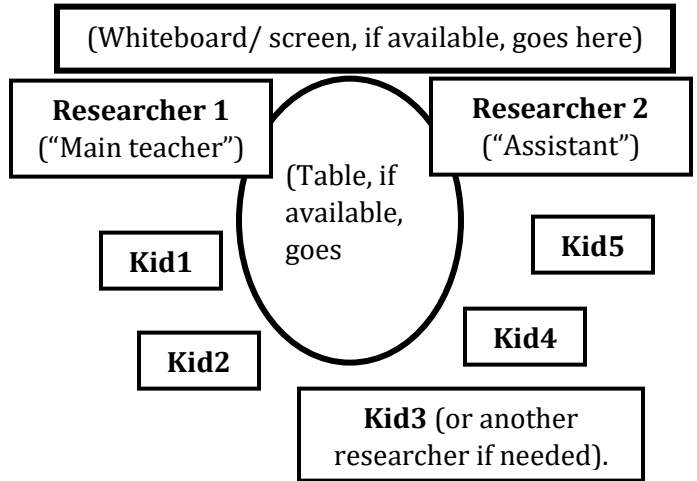 (Whiteboard/ screen, if available, goes here)
Researcher 1
(“Main teacher”)
Researcher 2
(“Assistant”)
(Table, if
available,
goes
Kid1
Kid5
Kid2
Kid4
Kid3 (or another
researcher if needed).